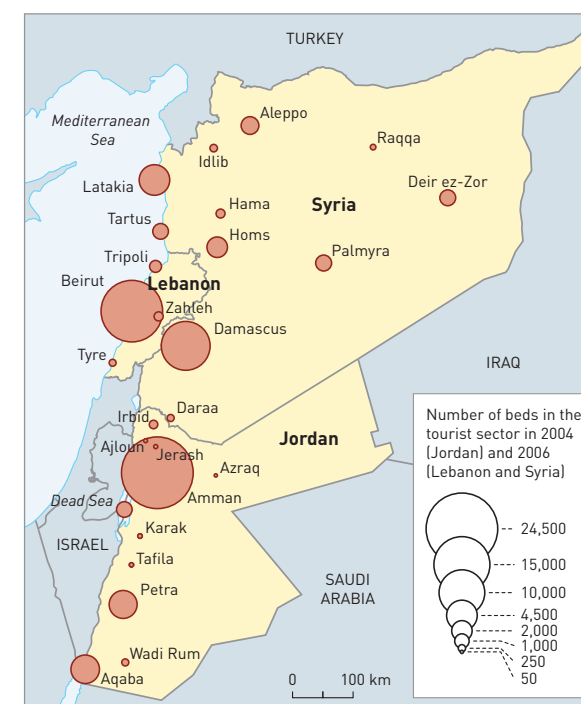 TURKEY
Mediterranean
Sea
Aleppo
Raqqa
Idlib
Latakia
Deir ez-Zor
Hama
Syria
Tartus
Homs
Tripoli
Palmyra
Beirut
Lebanon
Zahleh
Damascus
Tyre
IRAQ
Daraa
Irbid
Jordan
Ajloun
Jerash
Azraq
Amman
Dead Sea
Karak
ISRAEL
Tafila
SAUDI
ARABIA
Petra
Wadi Rum
Aqaba
0 100 km
Number of beds in the
tourist sector in 2004
(Jordan) and 2006
(Lebanon and Syria)
24,500
15,000
10,000
4,500
2,000
1,000
250
50